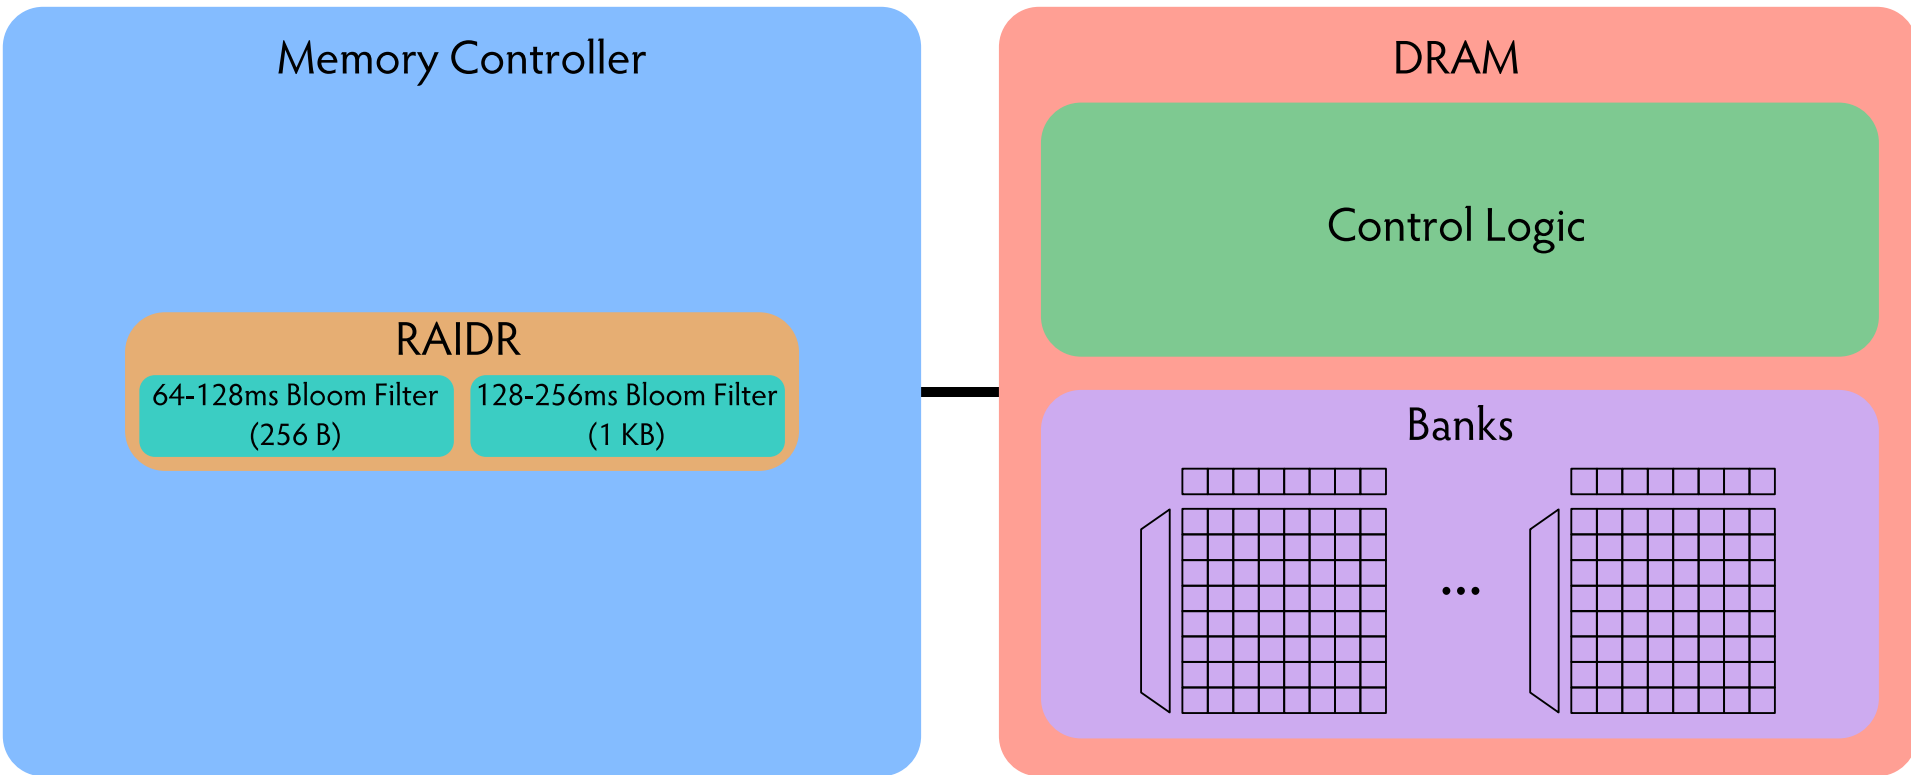 Memory Controller
RAIDR
64-128ms Bloom Filter
(256 B)
128-256ms Bloom Filter
(1 KB)
DRAM
Control Logic
Banks
...